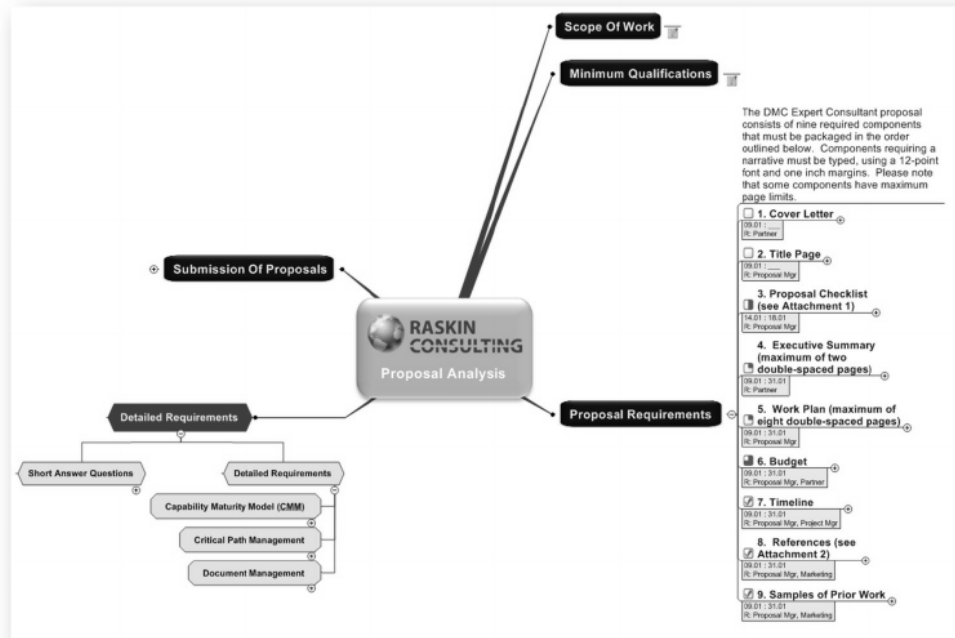 Scope Of Work
Minimum Qualifications
The DMC Expert Consultant proposal
consists of nine required components
that must be packaged in the order
outlined below. Components requiring a
narrative must be typed, using a 12-point
font and one inch margins. Please note
that some components have maximum
page limits.
1. Cover Letter
09.01 : ___
R: Partner
2. Title Page
09.01 : ___
R: Proposal Mgr
3. Proposal Checklist
(see Attachment 1)
14.01 : 18.01
R: Proposal Mgr
4. Executive Summary
(maximum of two
double-spaced pages)
09.01 : 31.01
R: Partner
5. Work Plan (maximum of
eight double-spaced pages)
09.01 : 31.01
R: Proposal Mgr
6. Budget
09.01 : 31.01
R: Proposal Mgr, Partner
7. Timeline
09.01 : 31.01
R: Proposal Mgr, Project Mgr
8. References (see
Attachment 2)
09.01 : 31.01
R: Proposal Mgr, Marketing
9. Samples of Prior Work
09.01 : 31.01
R: Proposal Mgr, Marketing
Submission Of Proposals
RASKIN
CONSULTING
Proposal Analysis
Proposal Requirements
Detailed Requirements
Short Answer Questions
Detailed Requirements
Capability Maturity Model (CMM)
Critical Path Management
Document Management